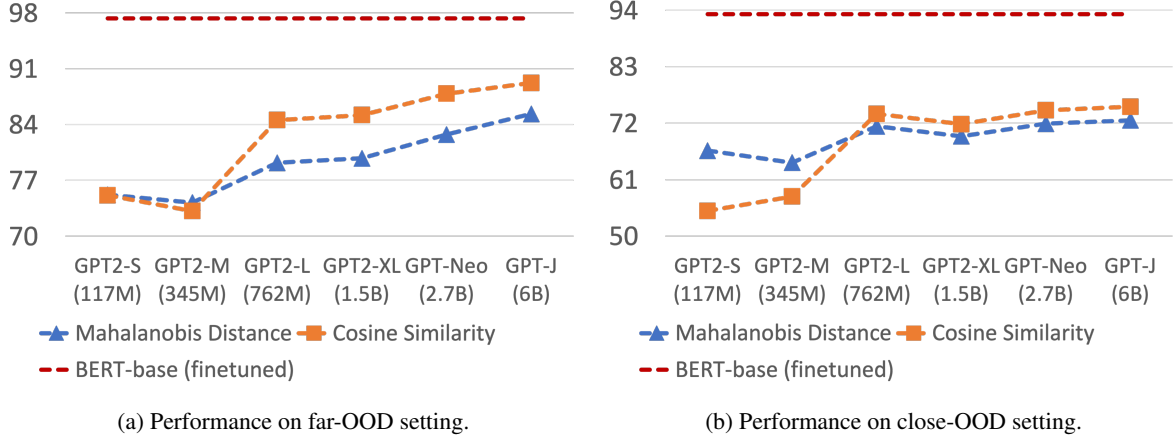 98
91
84
77
70
GPT2-S GPT2-M GPT2-L GPT2-XL GPT-Neo GPT-J
(117M) (345M) (762M) (1.5B) (2.7B) (6B)
Mahalanobis Distance Cosine Similarity
BERT-base (finetuned)
(a) Performance on far-OOD setting.
94
83
72
61
50
GPT2-S GPT2-M GPT2-L GPT2-XL GPT-Neo GPT-J
(117M) (345M) (762M) (1.5B) (2.7B) (6B)
Mahalanobis Distance Cosine Similarity
BERT-base (finetuned)
(b) Performance on close-OOD setting.